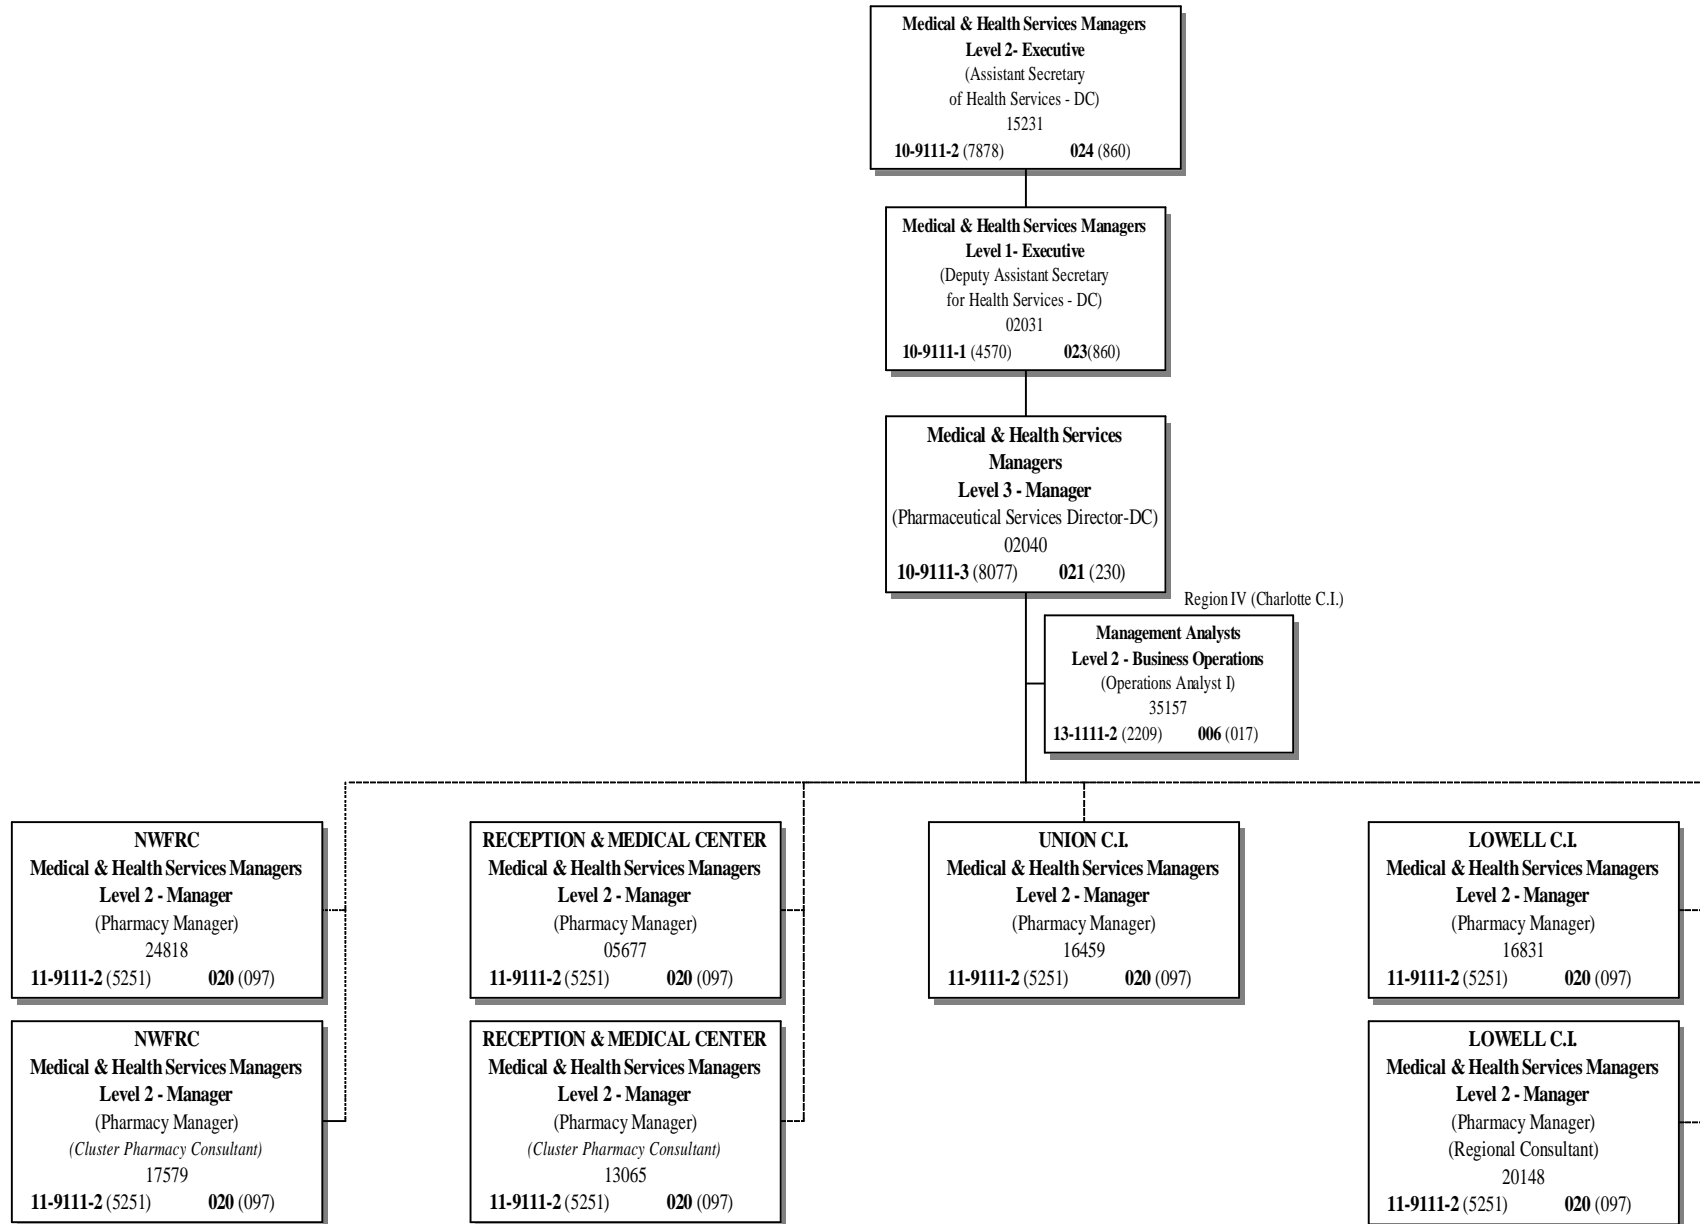 Medical & Health Services Managers
Level 2- Executive
(Assistant Secretary
of Health Services - DC)
15231
10-9111-2 (7878) 024 (860)
Medical & Health Services Managers
Level 1- Executive
(Deputy Assistant Secretary
for Health Services - DC)
02031
10-9111-1 (4570) 023(860)
Medical & Health Services
Managers
Level 3 - Manager
(Pharmaceutical Services Director-DC)
02040
10-9111-3 (8077) 021 (230)
Region IV (Charlotte C.I.)
Management Analysts
Level 2 - Business Operations
(Operations Analyst I)
35157
13-1111-2 (2209) 006 (017)
NWFRC
Medical & Health Services Managers
Level 2 - Manager
(Pharmacy Manager)
24818
11-9111-2 (5251) 020 (097)
RECEPTION & MEDICAL CENTER
Medical & Health Services Managers
Level 2 - Manager
(Pharmacy Manager)
05677
11-9111-2 (5251) 020 (097)
UNION C.I.
Medical & Health Services Managers
Level 2 - Manager
(Pharmacy Manager)
16459
11-9111-2 (5251) 020 (097)
LOWELL C.I.
Medical & Health Services Managers
Level 2 - Manager
(Pharmacy Manager)
16831
11-9111-2 (5251) 020 (097)
NWFRC
Medical & Health Services Managers
Level 2 - Manager
(Pharmacy Manager)
(Cluster Pharmacy Consultant)
17579
11-9111-2 (5251) 020 (097)
RECEPTION & MEDICAL CENTER
Medical & Health Services Managers
Level 2 - Manager
(Pharmacy Manager)
(Cluster Pharmacy Consultant)
13065
11-9111-2 (5251) 020 (097)
LOWELL C.I.
Medical & Health Services Managers
Level 2 - Manager
(Pharmacy Manager)
(Regional Consultant)
20148
11-9111-2 (5251) 020 (097)